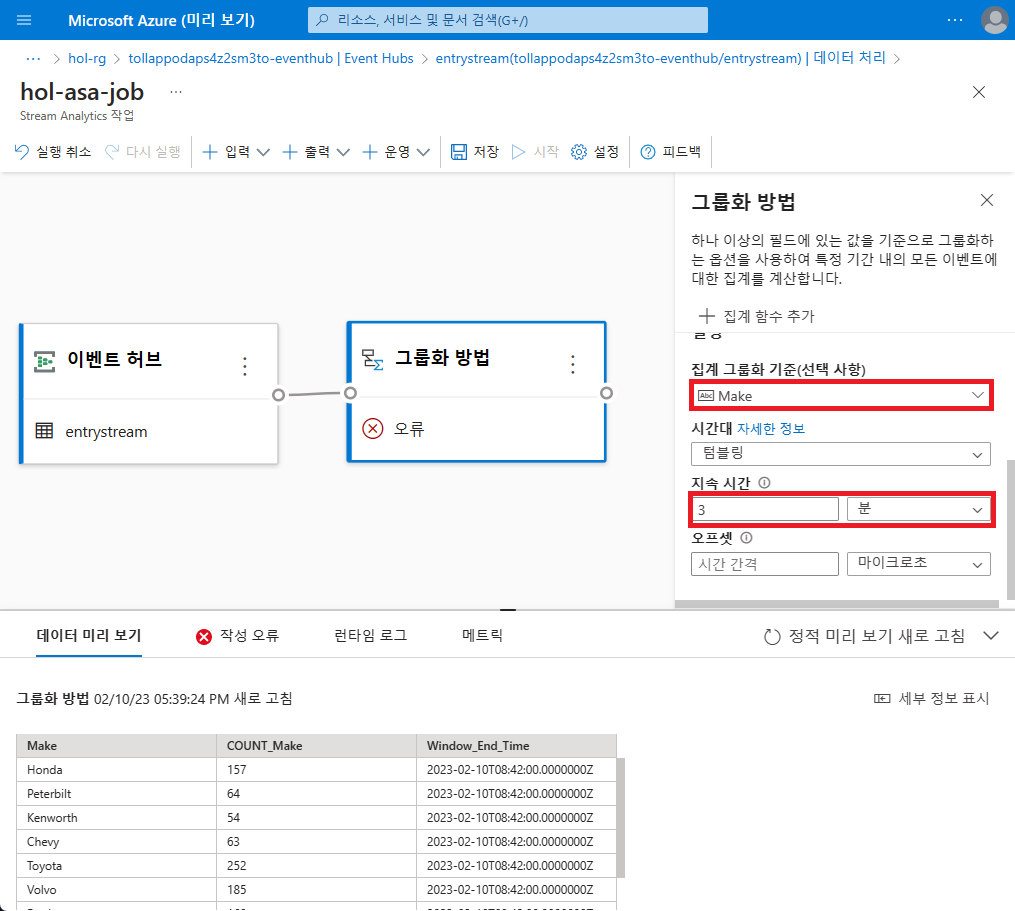 Microsoft Azure (미리 보기)
리소스, 서비스 및 문서 검색(G+/)
hol-rg > tollappodaps4z2sm3to-eventhub | Event Hubs > entrystream(tollappodaps4z2sm3to-eventhub/entrystream) | 데이터 처리 >
hol-asa-job
Stream Analytics 작업
실행 취소 다시 실행 입력 출력 운영 저장 시작 설정 피드백
그룹화 방법
하나 이상의 필드에 있는 값을 기준으로 그룹화하
는 옵션을 사용하여 특정 기간 내의 모든 이벤트에
대한 집계를 계산합니다.
집계 함수 추가
집계 그룹화 기준(선택 사항)
Abc Make
시간대 자세한 정보
텀블링
지속 시간
3 분
오프셋
시간 간격 마이크로초
이벤트 허브
entrystream
그룹화 방법
오류
데이터 미리 보기 작성 오류 런타임 로그 메트릭 정적 미리 보기 새로 고침
그룹화 방법 02/10/23 05:39:24 PM 새로 고침 세부 정보 표시
Make COUNT_Make Window_End_Time
Honda 157 2023-02-10T08:42:00.0000000Z
Peterbilt 64 2023-02-10T08:42:00.0000000Z
Kenworth 54 2023-02-10T08:42:00.0000000Z
Chevy 63 2023-02-10T08:42:00.0000000Z
Toyota 252 2023-02-10T08:42:00.0000000Z
Volvo 185 2023-02-10T08:42:00.0000000Z